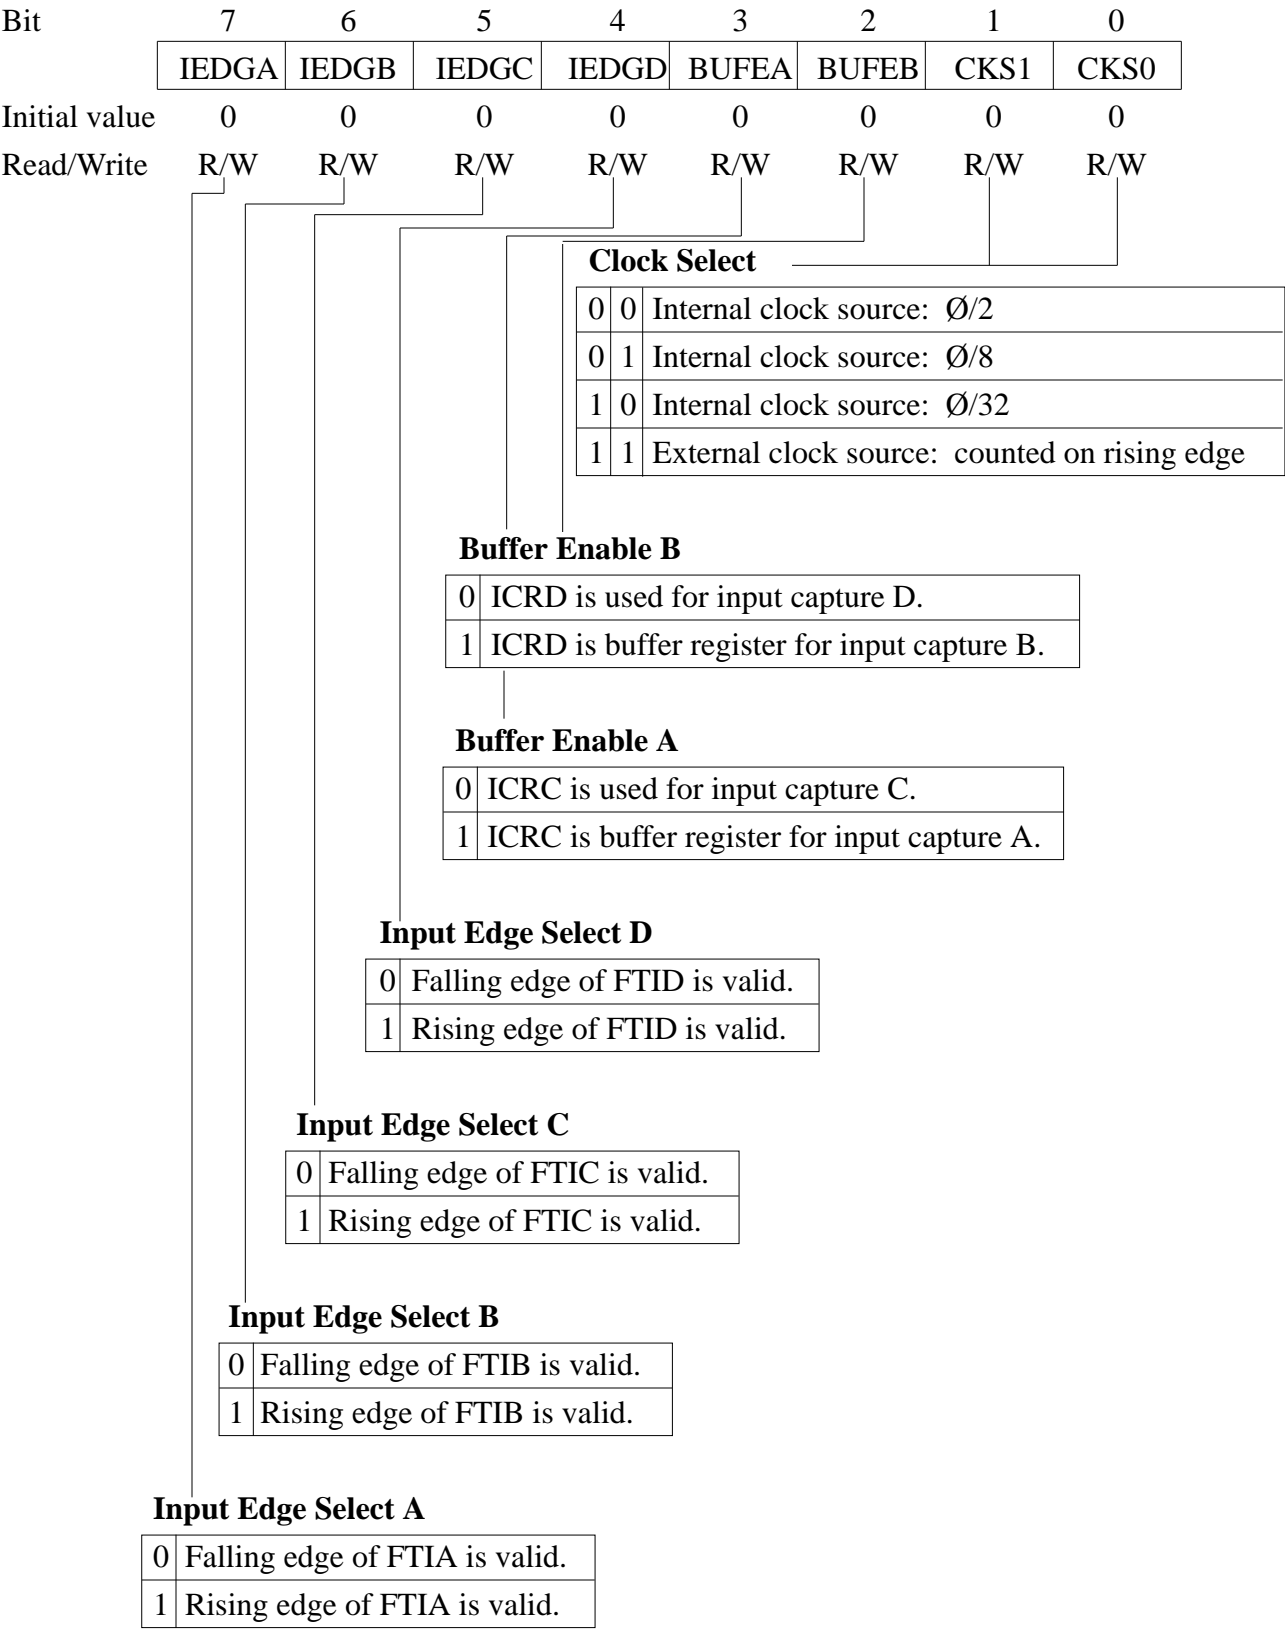 Bit 7 6 5 4 3 2 1 0
IEDGA IEDGB IEDGC IEDGD BUFEA BUFEB CKS1 CKS0
Initial value 0 0 0 0 0 0 0 0
Read/Write R/W R/W R/W R/W R/W R/W R/W R/W
Clock Select
0 0 Internal clock source: Ø/2
0 1 Internal clock source: Ø/8
1 0 Internal clock source: Ø/32
1 1 External clock source: counted on rising edge
Buffer Enable B
0 ICRD is used for input capture D.
1 ICRD is buffer register for input capture B.
Buffer Enable A
0 ICRC is used for input capture C.
1 ICRC is buffer register for input capture A.
Input Edge Select D
0 Falling edge of FTID is valid.
1 Rising edge of FTID is valid.
Input Edge Select C
0 Falling edge of FTIC is valid.
1 Rising edge of FTIC is valid.
Input Edge Select B
0 Falling edge of FTIB is valid.
1 Rising edge of FTIB is valid.
Input Edge Select A
0 Falling edge of FTIA is valid.
1 Rising edge of FTIA is valid.